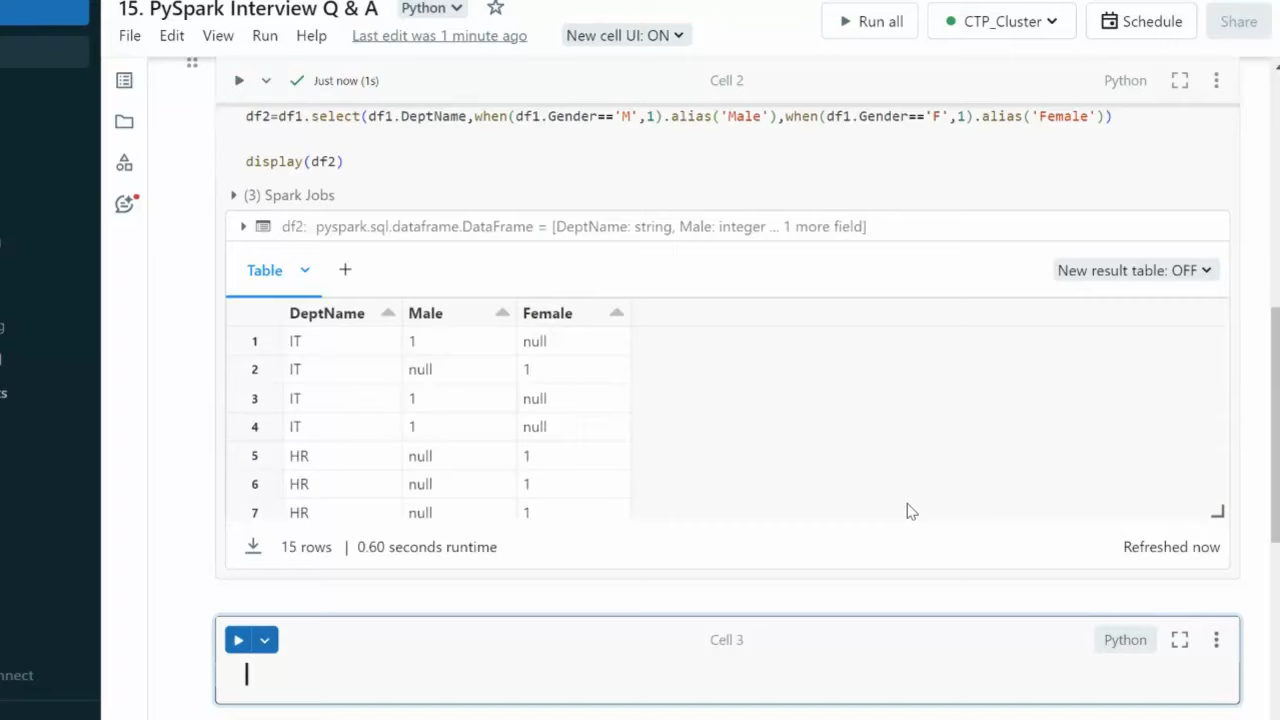 15. PySpark Interview Q & A Python
Run all CTP_Cluster Schedule Share
File Edit View Run Help Last edit was 1 minute ago New cell UI: ON
Just now (1s) Cell 2 Python
df2=df1.select(df1.DeptName,when(df1.Gender=='M',1).alias('Male'),when(df1.Gender=='F',1).alias('Female'))
display(df2)
(3) Spark Jobs
df2: pyspark.sql.dataframe.DataFrame = [DeptName: string, Male: integer ... 1 more field]
Table + New result table: OFF
DeptName Male Female
1 IT 1 null
2 IT null 1
3 IT 1 null
4 IT 1 null
5 HR null 1
6 HR null 1
7 HR null 1
15 rows | 0.60 seconds runtime Refreshed now
Cell 3 Python
nnect